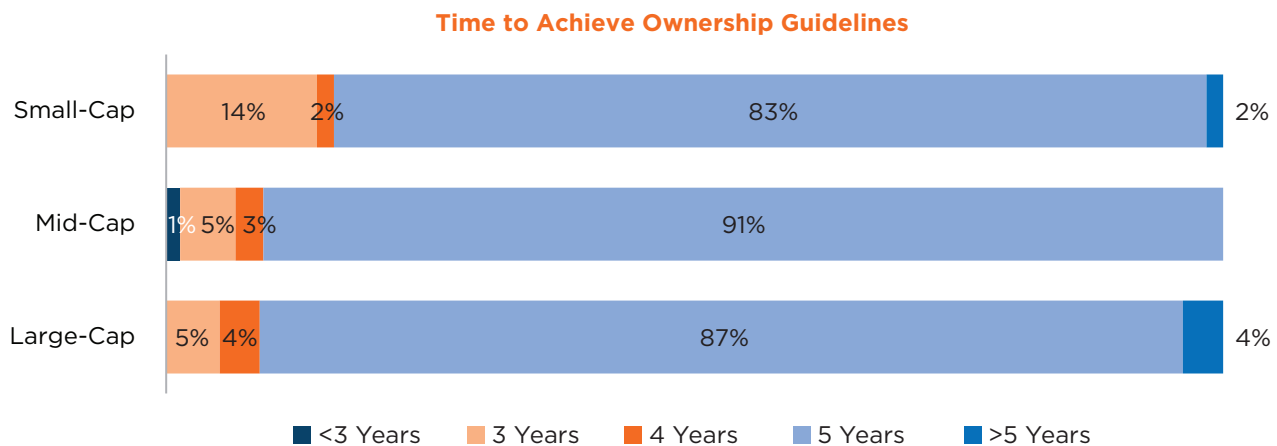 Time to Achieve Ownership Guidelines
Small-Cap 14% 2% 83% 2%
Mid-Cap 1% 5% 3% 91%
Large-Cap 5% 4% 87% 4%
<3 Years 3 Years 4 Years 5 Years >5 Years